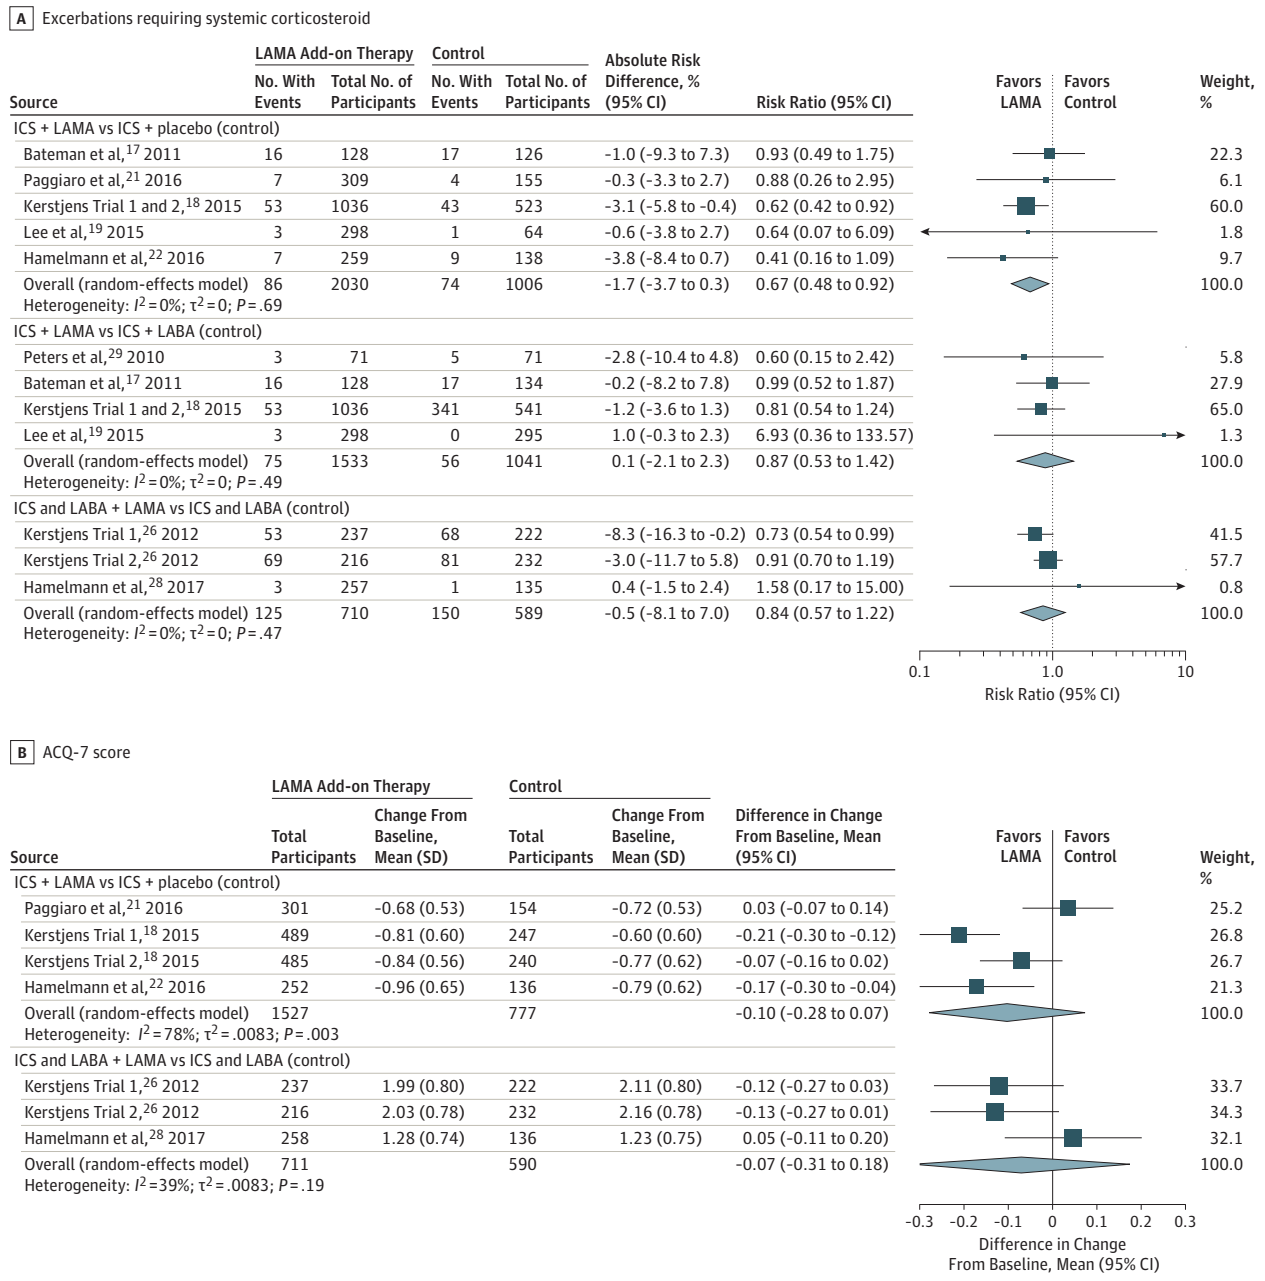 A Excerbations requiring systemic corticosteroid
LAMA Add-on Therapy Control
Source No. With Events Total No. of Participants No. With Events Total No. of Participants Absolute Risk Difference, % (95% CI) Risk Ratio (95% CI) Favors LAMA Favors Control Weight, %
ICS + LAMA vs ICS + placebo (control)
Bateman et al,17 2011 16 128 17 126 -1.0 (-9.3 to 7.3) 0.93 (0.49 to 1.75) 22.3
Paggiaro et al,21 2016 7 309 4 155 -0.3 (-3.3 to 2.7) 0.88 (0.26 to 2.95) 6.1
Kerstjens Trial 1 and 2,18 2015 53 1036 43 523 -3.1 (-5.8 to -0.4) 0.62 (0.42 to 0.92) 60.0
Lee et al,19 2015 3 298 1 64 -0.6 (-3.8 to 2.7) 0.64 (0.07 to 6.09) 1.8
Hamelmann et al,22 2016 7 259 9 138 -3.8 (-8.4 to 0.7) 0.41 (0.16 to 1.09) 9.7
Overall (random-effects model) 86 2030 74 1006 -1.7 (-3.7 to 0.3) 0.67 (0.48 to 0.92) 100.0
Heterogeneity: I2 = 0%; τ2 = 0; P = .69
ICS + LAMA vs ICS + LABA (control)
Peters et al,29 2010 3 71 5 71 -2.8 (-10.4 to 4.8) 0.60 (0.15 to 2.42) 5.8
Bateman et al,17 2011 16 128 17 134 -0.2 (-8.2 to 7.8) 0.99 (0.52 to 1.87) 27.9
Kerstjens Trial 1 and 2,18 2015 53 1036 341 541 -1.2 (-3.6 to 1.3) 0.81 (0.54 to 1.24) 65.0
Lee et al,19 2015 3 298 0 295 1.0 (-0.3 to 2.3) 6.93 (0.36 to 133.57) 1.3
Overall (random-effects model) 75 1533 56 1041 0.1 (-2.1 to 2.3) 0.87 (0.53 to 1.42) 100.0
Heterogeneity: I2 = 0%; τ2 = 0; P = .49
ICS and LABA + LAMA vs ICS and LABA (control)
Kerstjens Trial 1,26 2012 53 237 68 222 -8.3 (-16.3 to -0.2) 0.73 (0.54 to 0.99) 41.5
Kerstjens Trial 2,26 2012 69 216 81 232 -3.0 (-11.7 to 5.8) 0.91 (0.70 to 1.19) 57.7
Hamelmann et al,28 2017 3 257 1 135 0.4 (-1.5 to 2.4) 1.58 (0.17 to 15.00) 0.8
Overall (random-effects model) 125 710 150 589 -0.5 (-8.1 to 7.0) 0.84 (0.57 to 1.22) 100.0
Heterogeneity: I2 = 0%; τ2 = 0; P = .47
0.1 1.0 10
Risk Ratio (95% CI)
B ACQ-7 score
LAMA Add-on Therapy Control
Source Total Participants Change From Baseline, Mean (SD) Total Participants Change From Baseline, Mean (SD) Difference in Change From Baseline, Mean (95% CI) Favors LAMA Favors Control Weight, %
ICS + LAMA vs ICS + placebo (control)
Paggiaro et al,21 2016 301 -0.68 (0.53) 154 -0.72 (0.53) 0.03 (-0.07 to 0.14) 25.2
Kerstjens Trial 1,18 2015 489 -0.81 (0.60) 247 -0.60 (0.60) -0.21 (-0.30 to -0.12) 26.8
Kerstjens Trial 2,18 2015 485 -0.84 (0.56) 240 -0.77 (0.62) -0.07 (-0.16 to 0.02) 26.7
Hamelmann et al,22 2016 252 -0.96 (0.65) 136 -0.79 (0.62) -0.17 (-0.30 to -0.04) 21.3
Overall (random-effects model) 1527 777 -0.10 (-0.28 to 0.07) 100.0
Heterogeneity: I2 = 78%; τ2 = .0083; P = .003
ICS and LABA + LAMA vs ICS and LABA (control)
Kerstjens Trial 1,26 2012 237 1.99 (0.80) 222 2.11 (0.80) -0.12 (-0.27 to 0.03) 33.7
Kerstjens Trial 2,26 2012 216 2.03 (0.78) 232 2.16 (0.78) -0.13 (-0.27 to 0.01) 34.3
Hamelmann et al,28 2017 258 1.28 (0.74) 136 1.23 (0.75) 0.05 (-0.11 to 0.20) 32.1
Overall (random-effects model) 711 590 -0.07 (-0.31 to 0.18) 100.0
Heterogeneity: I2 = 39%; τ2 = .0083; P = .19
-0.3 -0.2 -0.1 0 0.1 0.2 0.3
Difference in Change
From Baseline, Mean (95% CI)